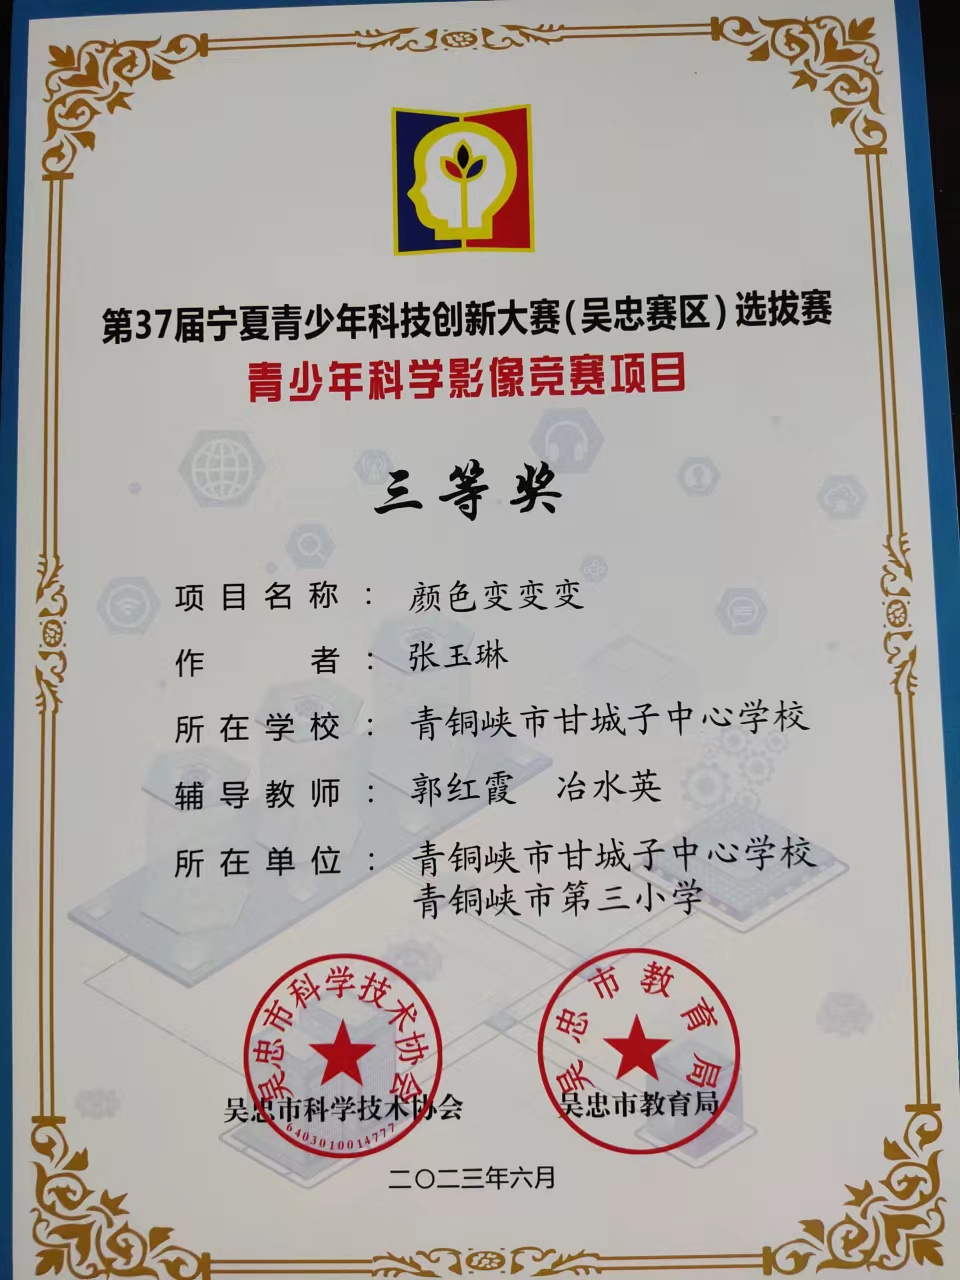 第37届宁夏青少年科技创新大赛(吴忠赛区)选拔赛
青少年科学影像竞赛项目
三等奖
项目名称：颜色变变变
作者：张玉琳
所在学校：青铜峡市甘城子中心学校
辅导教师：郭红霞 冶水英
所在单位：青铜峡市甘城子中心学校
青铜峡市第三小学
吴忠市科学技术协会
吴忠市教育局
吴忠市科学技术协会
6403010014777
吴忠市教育局
二〇二三年六月